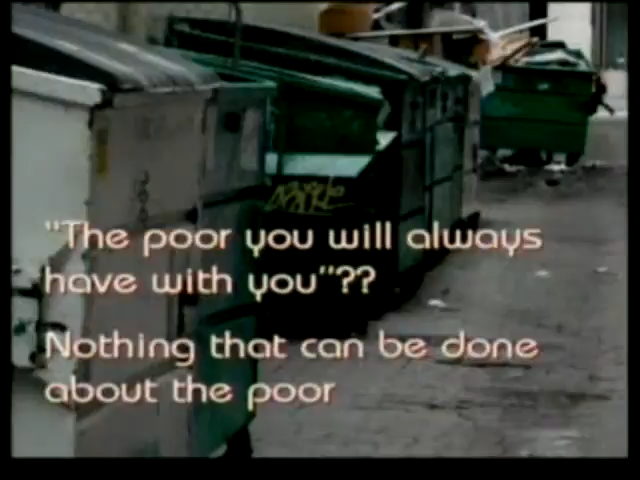 "The poor you will always
have with you"??
Nothing that can be done
about the poor